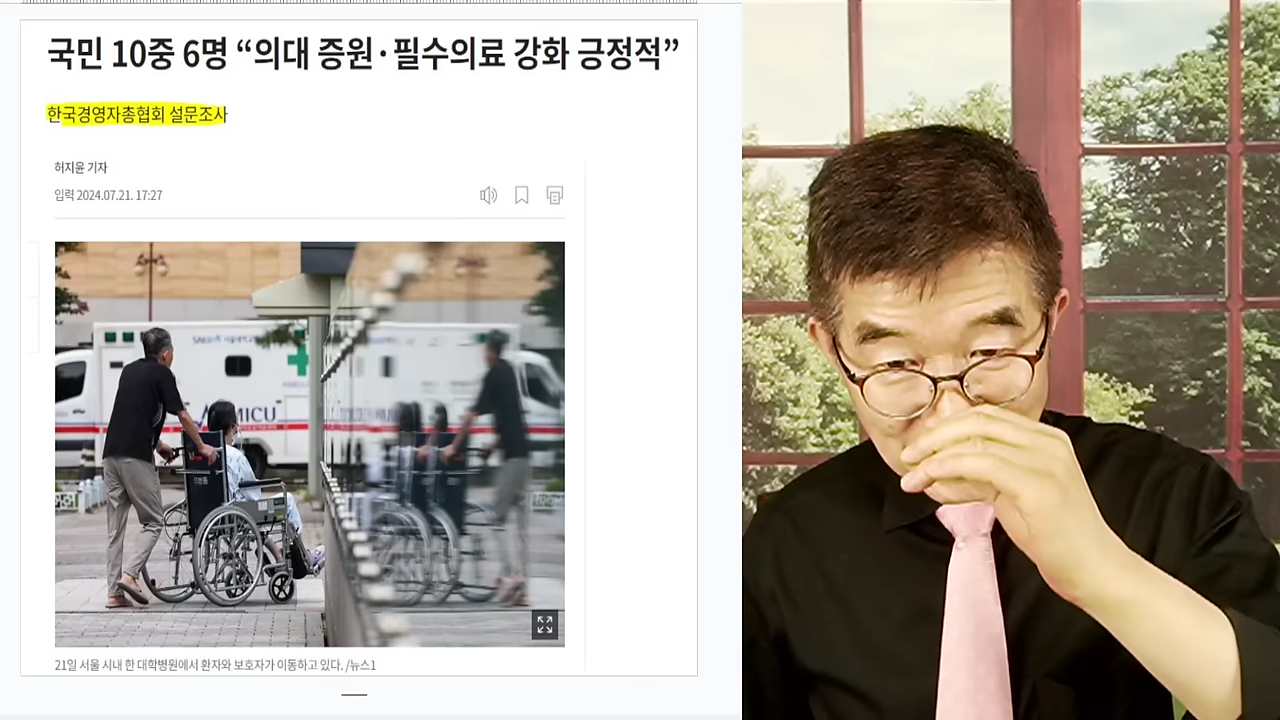 국민 10중 6명 “의대 증원·필수의료 강화 긍정적”
한국경영자총협회 설문조사
허지윤 기자
입력 2024.07.21. 17:27
MICU
21일 서울 시내 한 대학병원에서 환자와 보호자가 이동하고 있다. /뉴스1